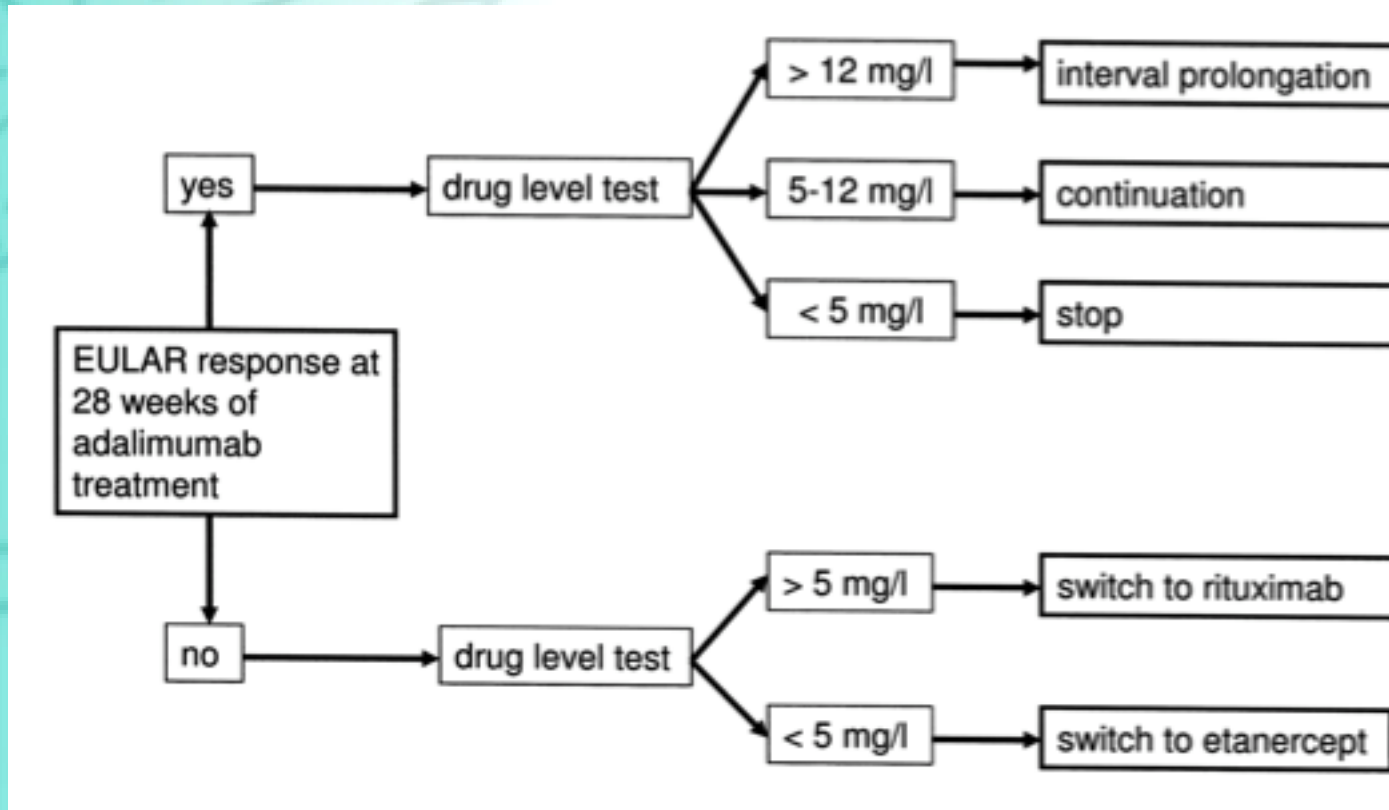 > 12 mg/l
interval prolongation
yes
drug level test
5-12 mg/l
continuation
< 5 mg/l
stop
EULAR response at
28 weeks of
adalimumab
treatment
> 5 mg/l
switch to rituximab
no
drug level test
< 5 mg/l
switch to etanercept